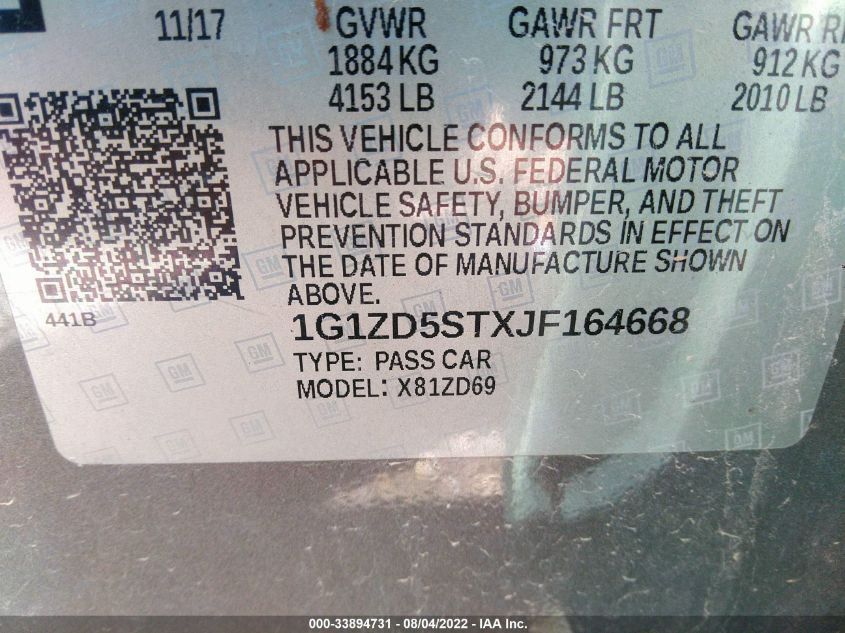 11/17 GVWR GAWR FRT GAWR
1884 KG 973 KG 912 KG
4153 LB 2144 LB 2010 LB
THIS VEHICLE CONFORMS TO ALL
APPLICABLE U.S. FEDERAL MOTOR
VEHICLE SAFETY, BUMPER, AND THEFT
PREVENTION STANDARDS IN EFFECT ON
THE DATE OF MANUFACTURE SHOWN
ABOVE.
441B
1G1ZD5STXJF164668
TYPE: PASS CAR
MODEL: X81ZD69
000-33894731 - 08/04/2022 - IAA Inc.